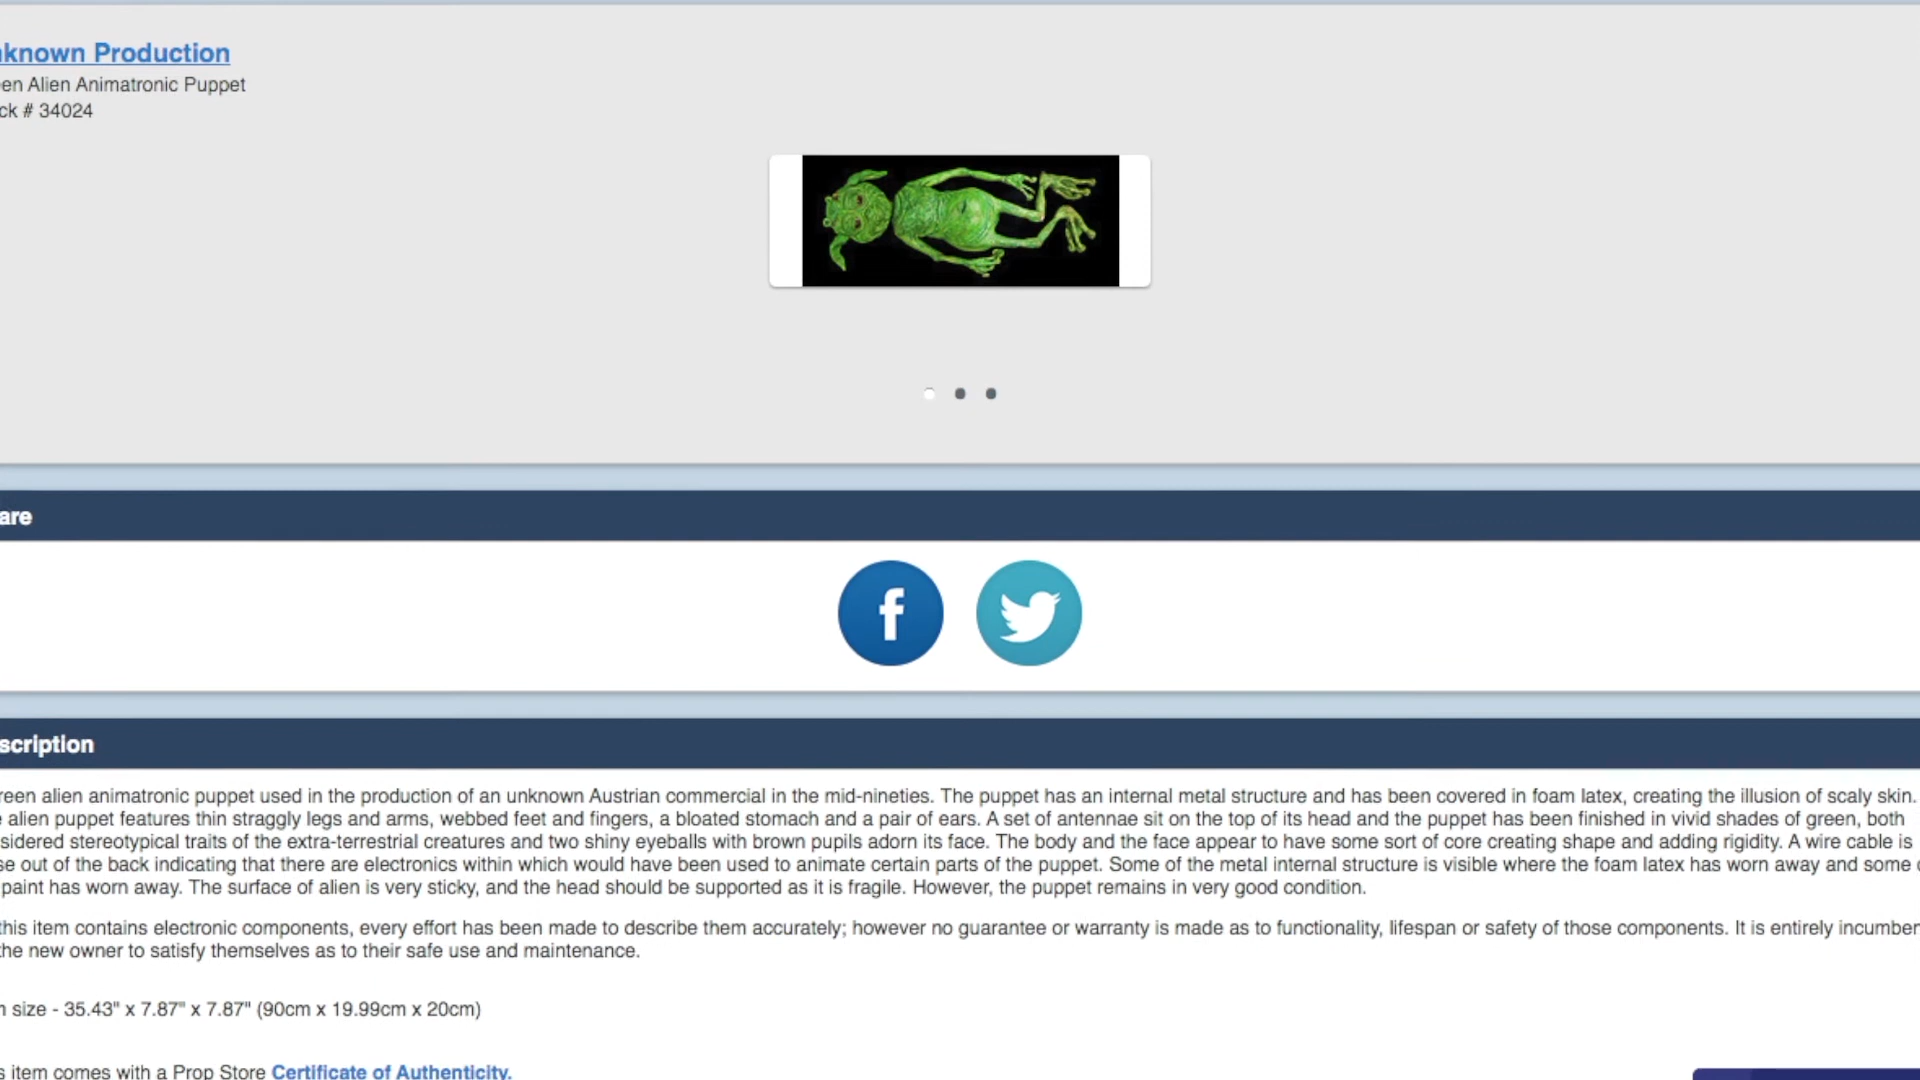 known Production
en Alien Animatronic Puppet
ck # 34024
are
scription
reen alien animatronic puppet used in the production of an unknown Austrian commercial in the mid-nineties. The puppet has an internal metal structure and has been covered in foam latex, creating the illusion of scaly skin.
alien puppet features thin straggly legs and arms, webbed feet and fingers, a bloated stomach and a pair of ears. A set of antennae sit on the top of its head and the puppet has been finished in vivid shades of green, both
sidered stereotypical traits of the extra-terrestrial creatures and two shiny eyeballs with brown pupils adorn its face. The body and the face appear to have some sort of core creating shape and adding rigidity. A wire cable is
se out of the back indicating that there are electronics within which would have been used to animate certain parts of the puppet. Some of the metal internal structure is visible where the foam latex has worn away and some
paint has worn away. The surface of alien is very sticky, and the head should be supported as it is fragile. However, the puppet remains in very good condition.
this item contains electronic components, every effort has been made to describe them accurately; however no guarantee or warranty is made as to functionality, lifespan or safety of those components. It is entirely incumben
the new owner to satisfy themselves as to their safe use and maintenance.
size - 35.43" x 7.87" x 7.87" (90cm x 19.99cm x 20cm)
s item comes with a Prop Store Certificate of Authenticity.